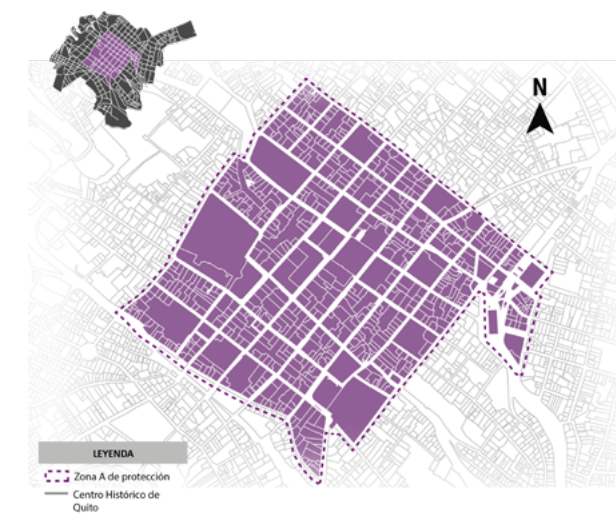 N
LEYENDA
Zona A de protección
Centro Histórico de
Quito